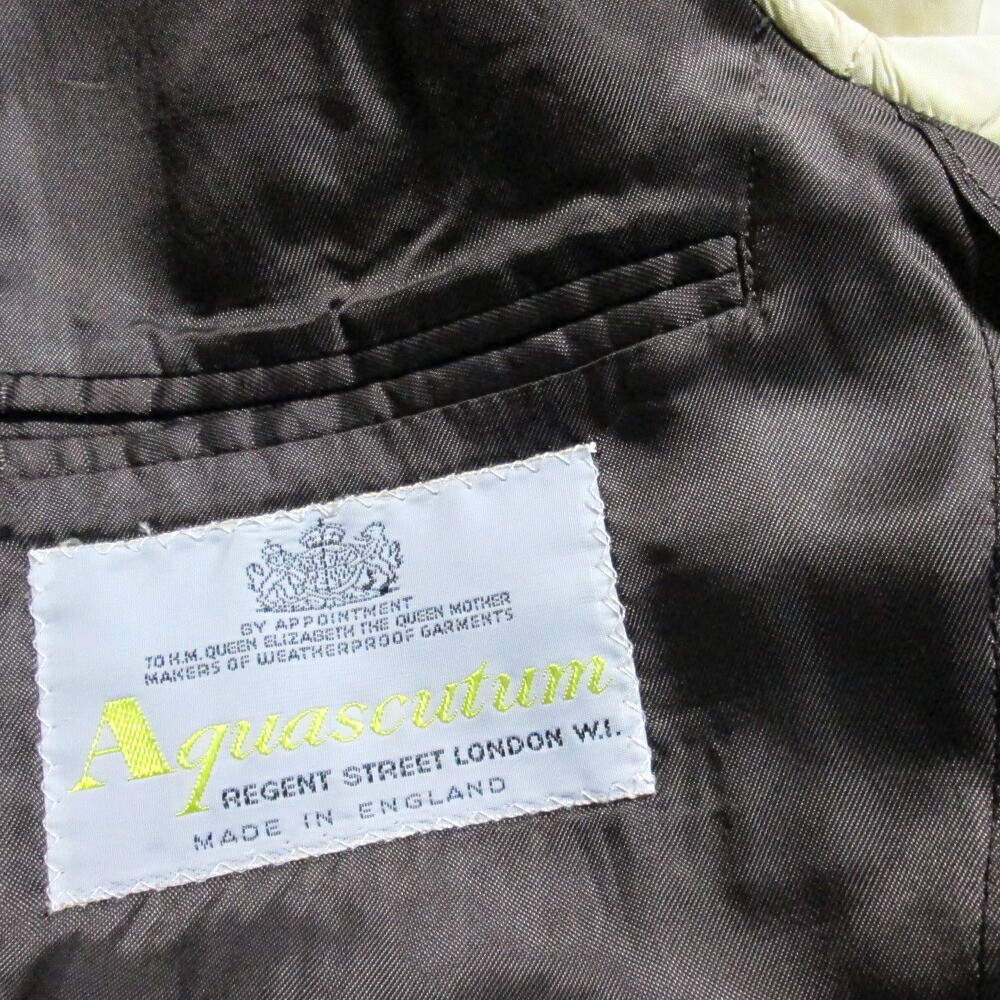 BY APPOINTMENT
TO H.M. QUEEN ELIZABETH THE QUEEN MOTHER
MAKERS OF WEATHERPROOF GARMENTS
Aquascutum
REGENT STREET LONDON W.I.
MADE IN ENGLAND